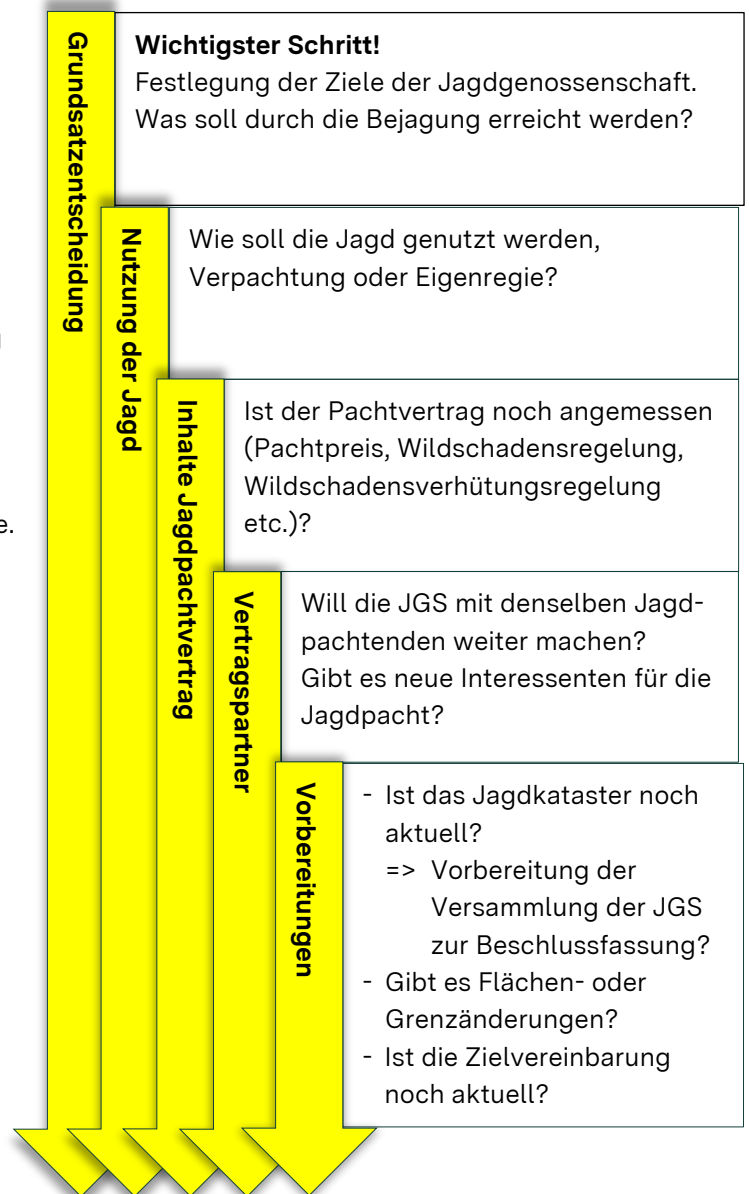 Grundsatzentscheidung
Wichtigster Schritt!
Festlegung der Ziele der Jagdgenossenschaft.
Was soll durch die Bejagung erreicht werden?
Nutzung der Jagd
Wie soll die Jagd genutzt werden,
Verpachtung oder Eigenregie?
Inhalte Jagdpachtvertrag
Ist der Pachtvertrag noch angemessen
(Pachtpreis, Wildschadensregelung,
Wildschadensverhütungsregelung
etc.)?
e.
Vertragspartner
Will die JGS mit denselben Jagd-
pachtenden weiter machen?
Gibt es neue Interessenten für die
Jagdpacht?
Vorbereitungen
- Ist das Jagdkataster noch
aktuell?
=> Vorbereitung der
Versammlung der JGS
zur Beschlussfassung?
- Gibt es Flächen- oder
Grenzänderungen?
- Ist die Zielvereinbarung
noch aktuell?